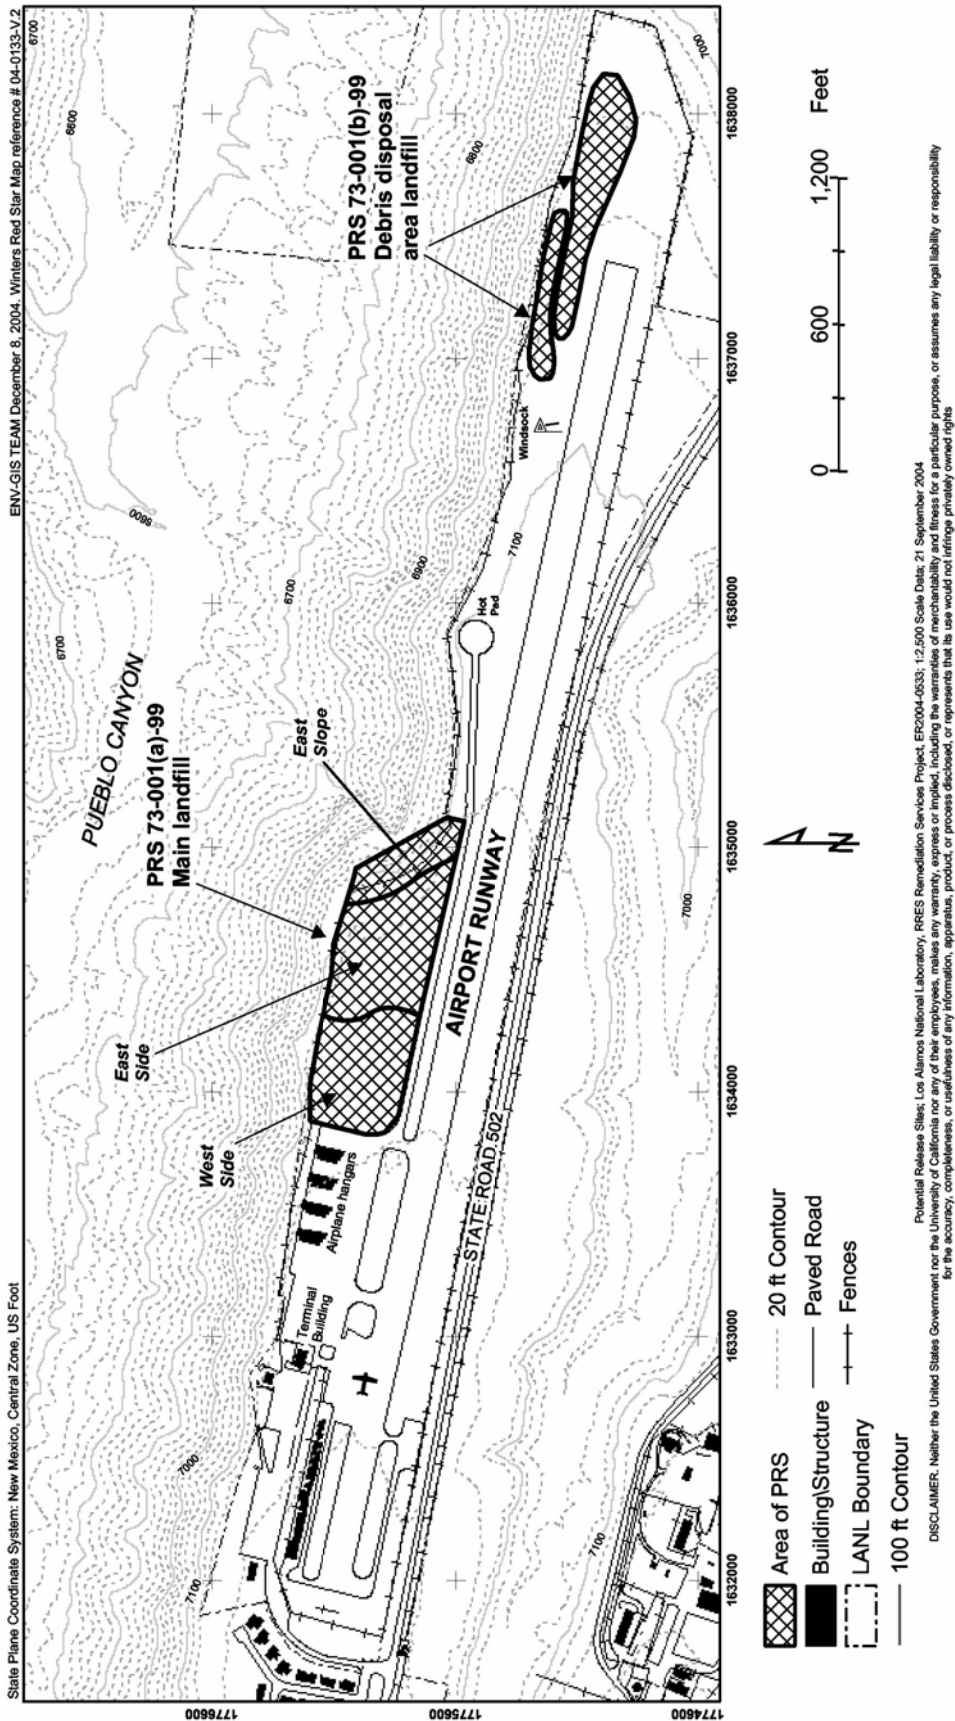 State Plane Coordinate System: New Mexico, Central Zone, US Foot
ENV-GIS TEAM December 8, 2004. Winters Red Star Map reference # 04-0133-V.2
6700
6600
7000
PUEBLO CANYON
6600
6700
6700
6900
6800
7000
7100
7100
PRS 73-001(a)-99
Main landfill
PRS 73-001(b)-99
Debris disposal
area landfill
West
Side
East
Side
East
Slope
Terminal
Building
Airplane hangars
Hot
Pad
Windsock
AIRPORT RUNWAY
STATE ROAD 502
7100
7000
1776600
1775600
1774600
1632000
1633000
1634000
1635000
1636000
1637000
1638000
Area of PRS
Building\Structure
LANL Boundary
100 ft Contour
20 ft Contour
Paved Road
Fences
N
0
600
1,200
Feet
Potential Release Sites; Los Alamos National Laboratory, RRES Remediation Services Project, ER2004-0533; 1:2,500 Scale Data; 21 September 2004
DISCLAIMER. Neither the United States Government nor the University of California nor any of their employees, makes any warranty, express or implied, including the warranties of merchantability and fitness for a particular purpose, or assumes any legal liability or responsibility
for the accuracy, completeness, or usefulness of any information, apparatus, product, or process disclosed, or represents that its use would not infringe privately owned rights